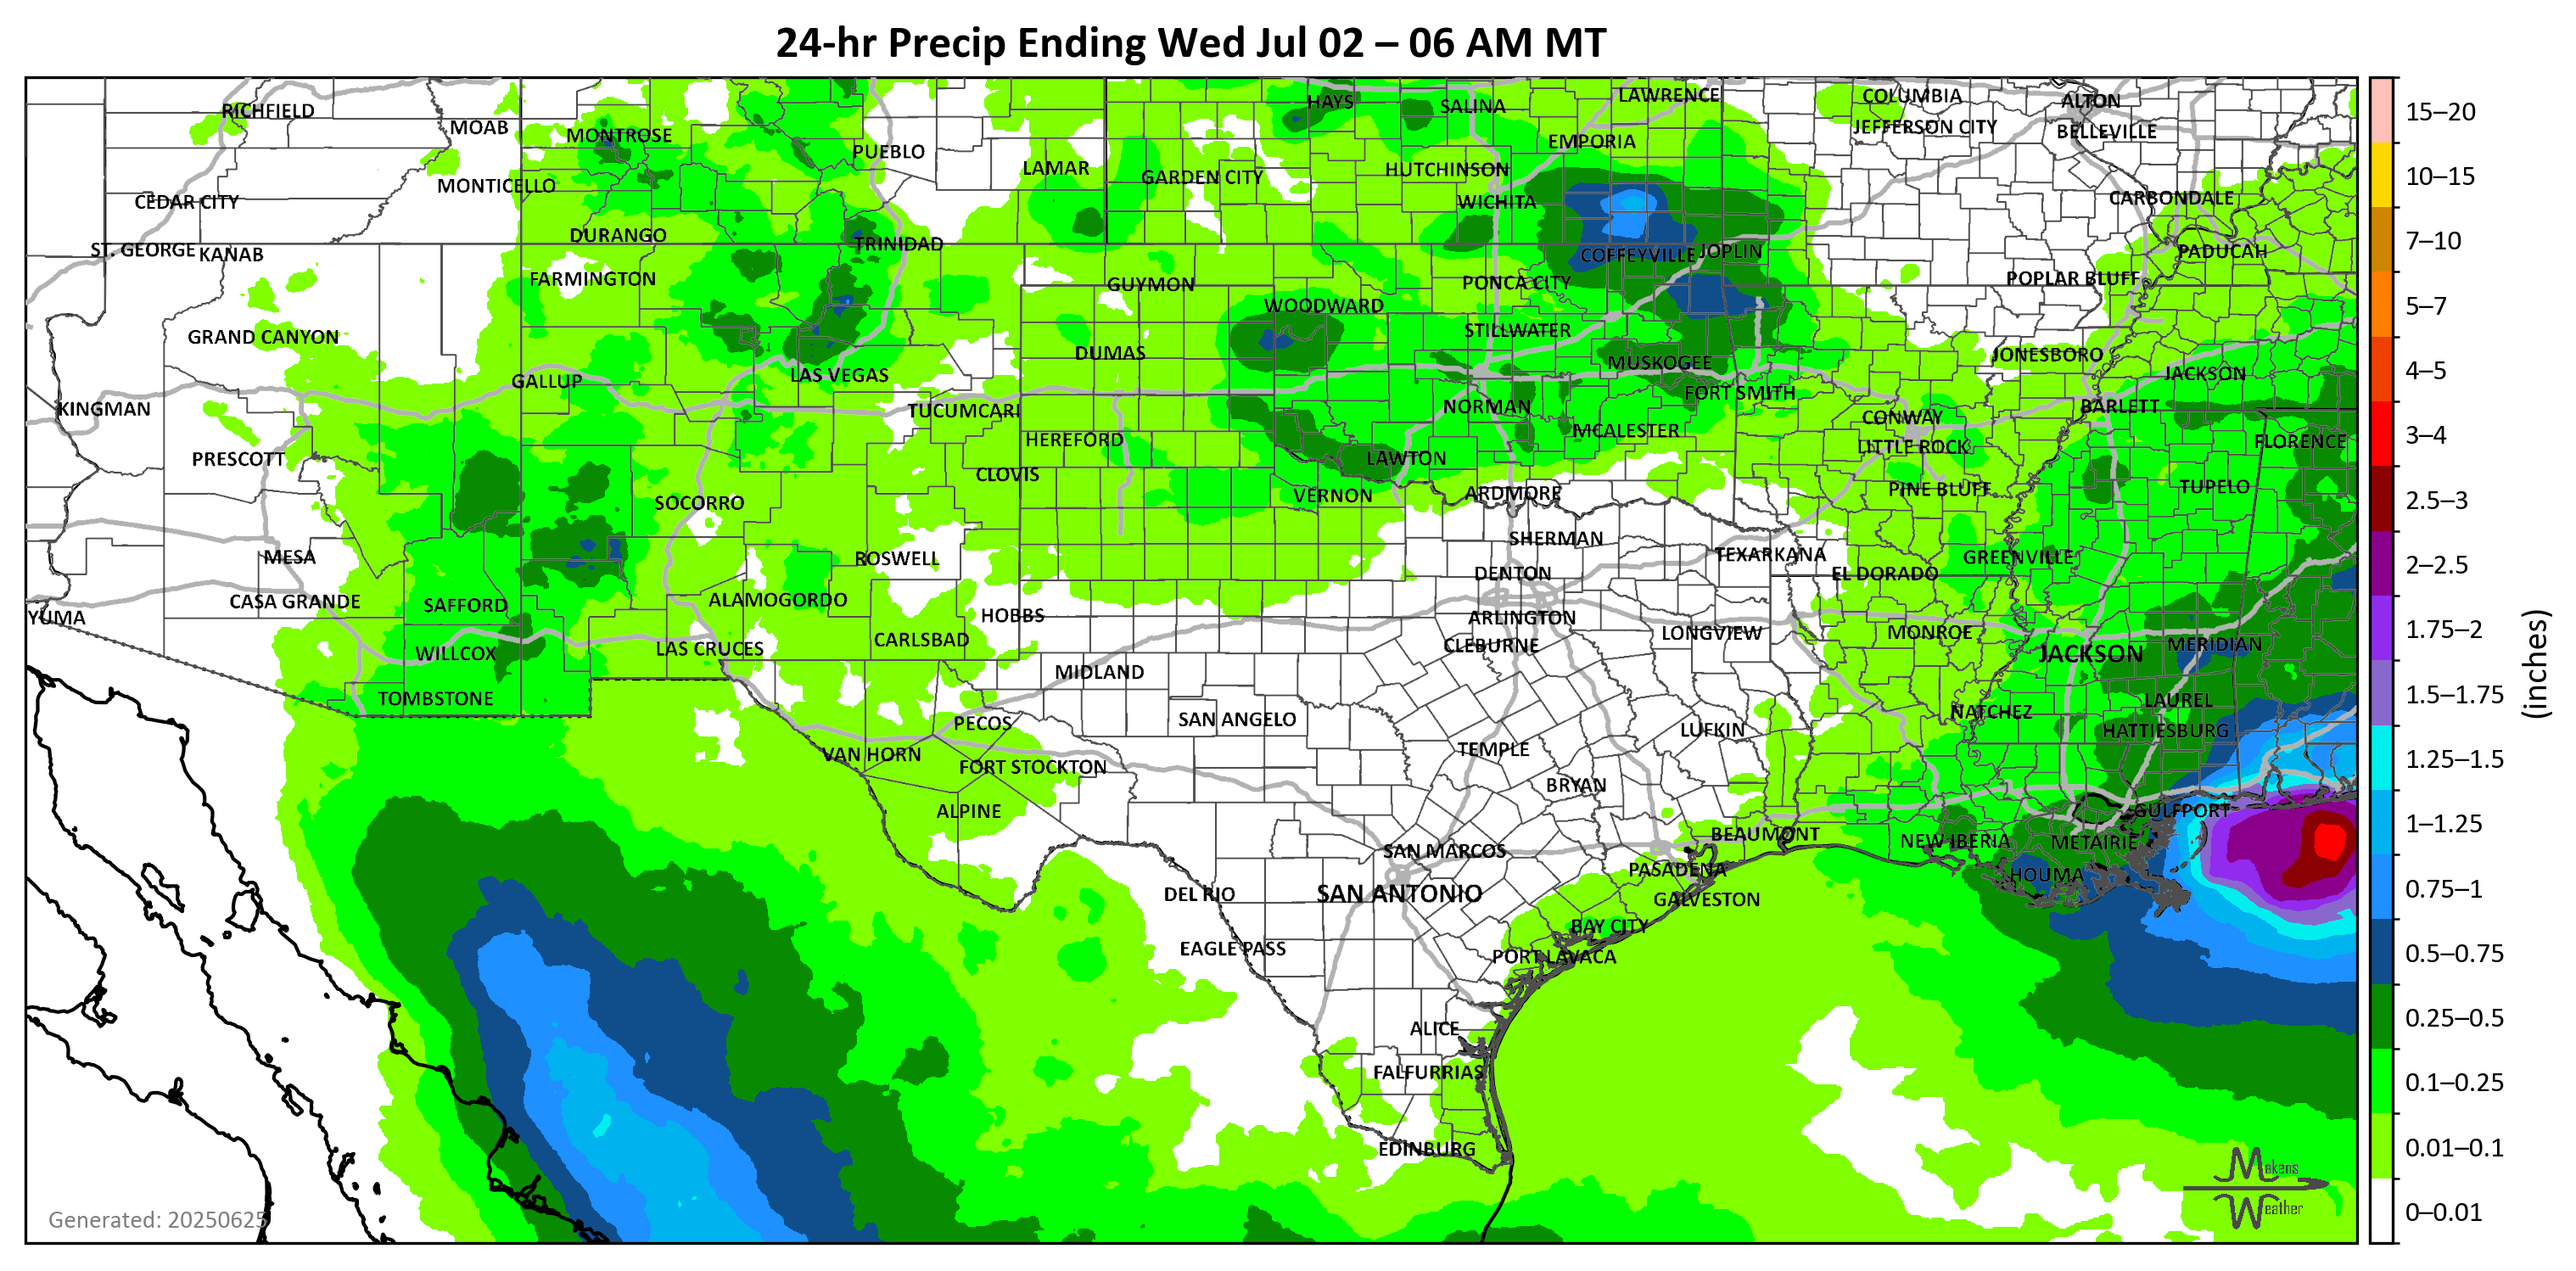 24-hr Precip Ending Wed Jul 02 – 06 AM MT
RICHFIELD
MOAB
MONTROSE
PUEBLO
LAMAR
HAYS
SALINA
LAWRENCE
COLUMBIA
ALTON
JEFFERSON CITY
BELLEVILLE
EMPORIA
MONTICELLO
GARDEN CITY
HUTCHINSON
CEDAR CITY
WICHITA
CARBONDALE
DURANGO
TRINIDAD
ST. GEORGE
KANAB
COFFEYVILLE
JOPLIN
PADUCAH
FARMINGTON
GUYMON
PONCA CITY
POPLAR BLUFF
WOODWARD
GRAND CANYON
STILLWATER
DUMAS
JONESBORO
MUSKOGEE
LAS VEGAS
JACKSON
GALLUP
FORT SMITH
KINGMAN
TUCUMCARI
NORMAN
CONWAY
BARLETT
HEREFORD
MCALESTER
LITTLE ROCK
FLORENCE
PRESCOTT
LAWTON
CLOVIS
SOCORRO
VERNON
ARDMORE
PINE BLUFF
TUPELO
MESA
ROSWELL
SHERMAN
TEXARKANA
GREENVILLE
DENTON
EL DORADO
CASA GRANDE
SAFFORD
ALAMOGORDO
YUMA
HOBBS
ARLINGTON
CARLSBAD
CLEBURNE
LONGVIEW
MONROE
WILLCOX
LAS CRUCES
JACKSON
MERIDIAN
MIDLAND
TOMBSTONE
LAUREL
PECOS
SAN ANGELO
NATCHEZ
LUFKIN
HATTIESBURG
VAN HORN
TEMPLE
FORT STOCKTON
BRYAN
ALPINE
GULFPORT
BEAUMONT
NEW IBERIA
METAIRIE
SAN MARCOS
PASADENA
HOUMA
DEL RIO
SAN ANTONIO
GALVESTON
BAY CITY
EAGLE PASS
PORT LAVACA
ALICE
FALFURRIAS
EDINBURG
Generated: 20250625
Makens
Weather
15–20
10–15
7–10
5–7
4–5
3–4
2.5–3
2–2.5
1.75–2
1.5–1.75
1.25–1.5
1–1.25
0.75–1
0.5–0.75
0.25–0.5
0.1–0.25
0.01–0.1
0–0.01
(inches)